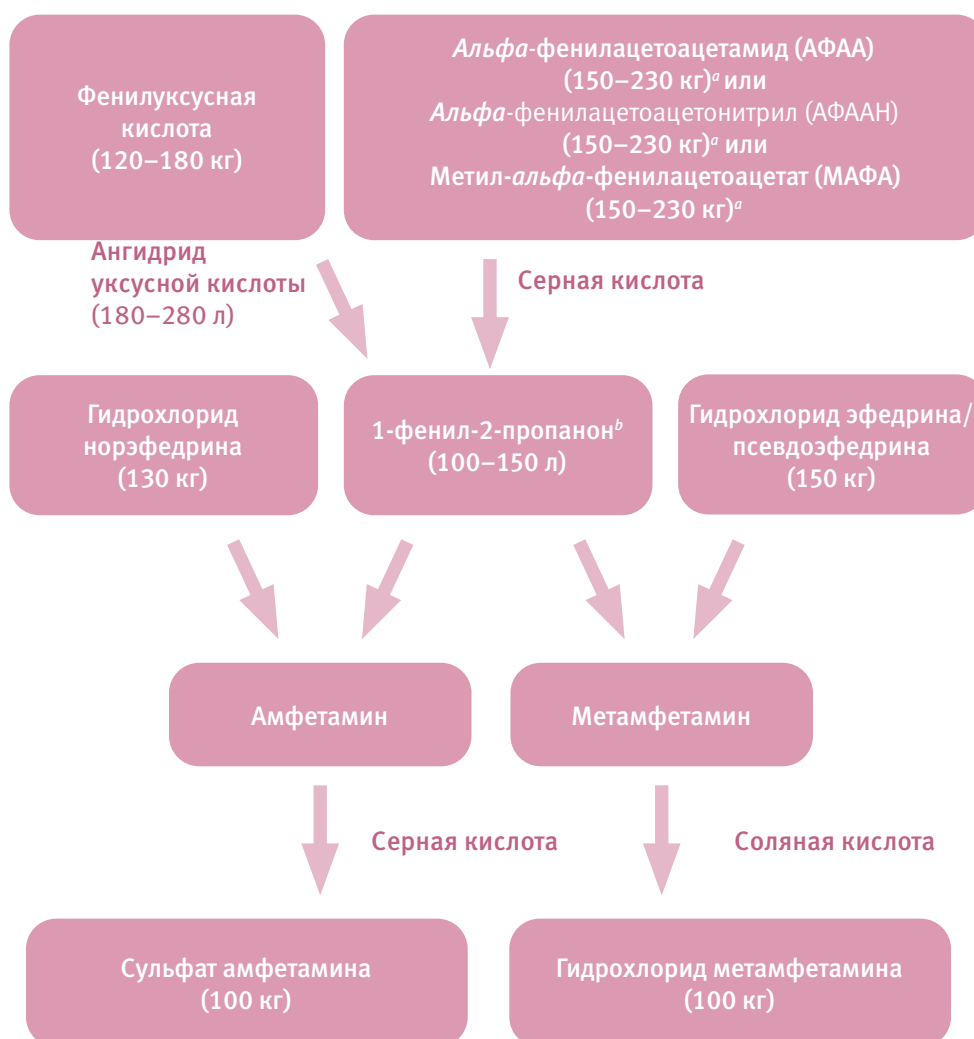 Фенилуксусная
кислота
(120–180 кг)
Альфа-фенилацетоацетамид (АФАА)
(150–230 кг)a или
Альфа-фенилацетоацетонитрил (АФААН)
(150–230 кг)a или
Метил-альфа-фенилацетоацетат (МАФА)
(150–230 кг)a
Ангидрид
уксусной кислоты
(180–280 л)
Серная кислота
Гидрохлорид
норэфедрина
(130 кг)
1-фенил-2-пропанонb
(100–150 л)
Гидрохлорид эфедрина/
псевдоэфедрина
(150 кг)
Амфетамин
Метамфетамин
Серная кислота
Соляная кислота
Сульфат амфетамина
(100 кг)
Гидрохлорид метамфетамина
(100 кг)